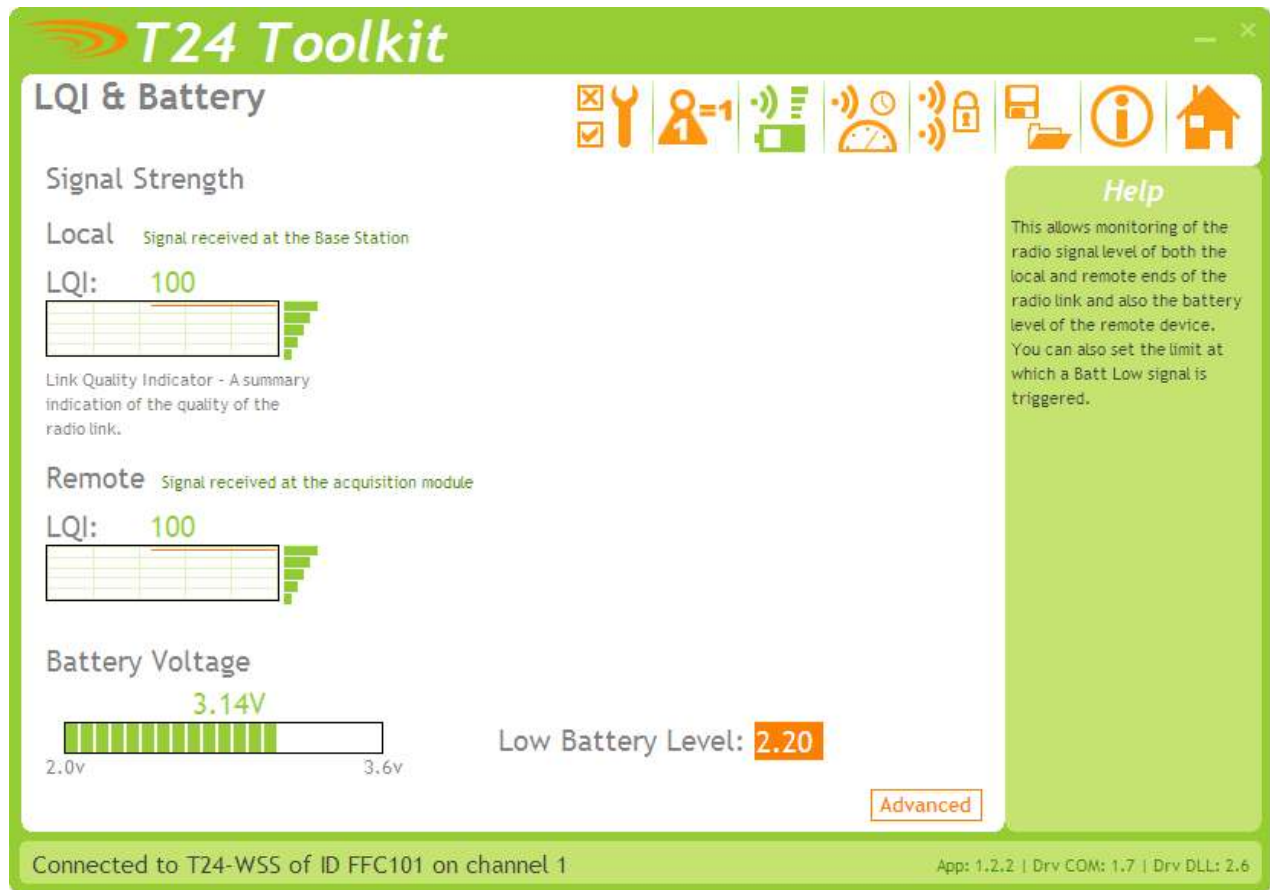 T24 Toolkit
LQI & Battery
1 =1
Signal Strength
Local Signal received at the Base Station
LQI: 100
Link Quality Indicator - A summary
indication of the quality of the
radio link.
Remote Signal received at the acquisition module
LQI: 100
Battery Voltage
3.14V
2.0v 3.6v
Low Battery Level: 2.20
Advanced
Help
This allows monitoring of the
radio signal level of both the
local and remote ends of the
radio link and also the battery
level of the remote device.
You can also set the limit at
which a Batt Low signal is
triggered.
Connected to T24-WSS of ID FFC101 on channel 1
App: 1.2.2 | Drv COM: 1.7 | Drv DLL: 2.6